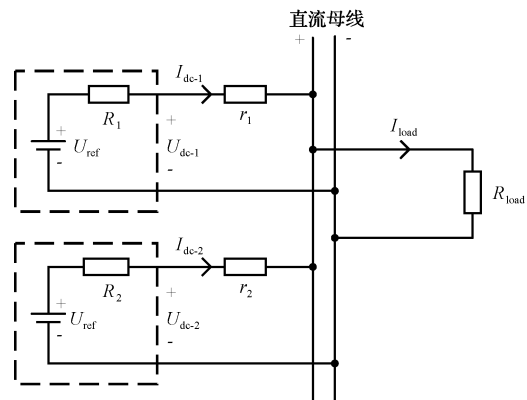 直流母线
+ -
I_dc-1
R_1 r_1
+ U_ref - + U_dc-1 -
I_load
R_load
I_dc-2
R_2 r_2
+ U_ref - + U_dc-2 -